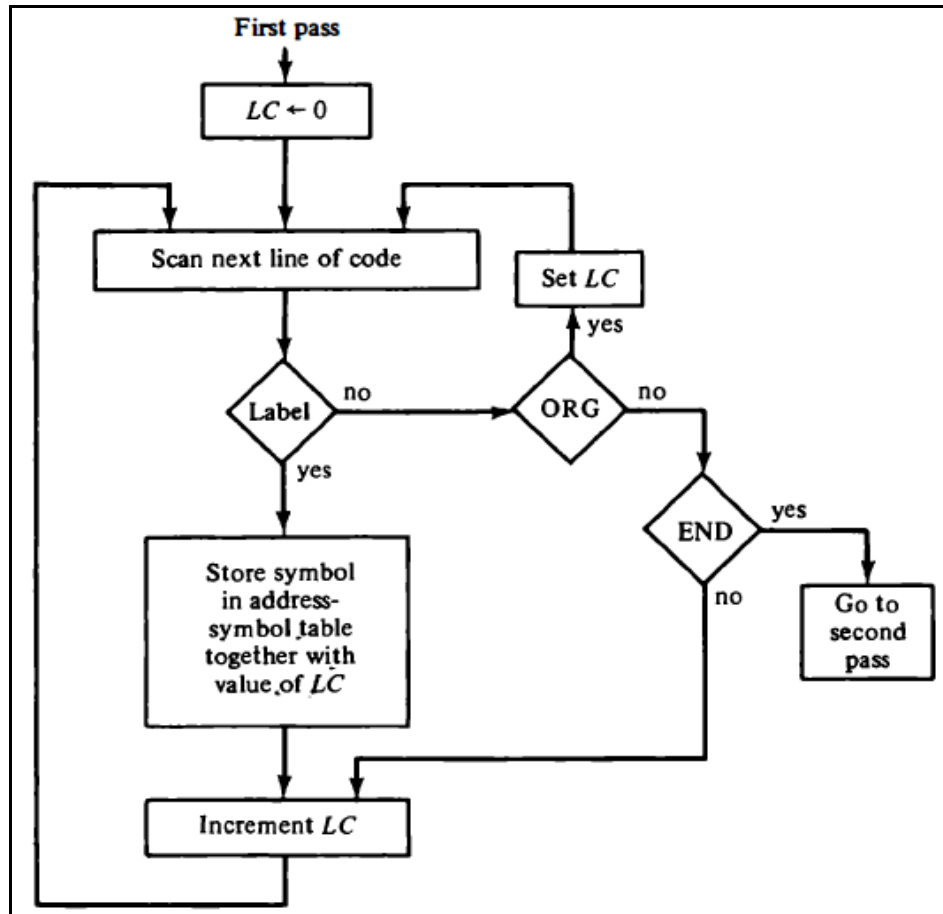 First pass
LC ← 0
Scan next line of code
Set LC
yes
Label
no
ORG
no
yes
END
yes
no
Store symbol
in address-
symbol table
together with
value of LC
Go to
second
pass
Increment LC